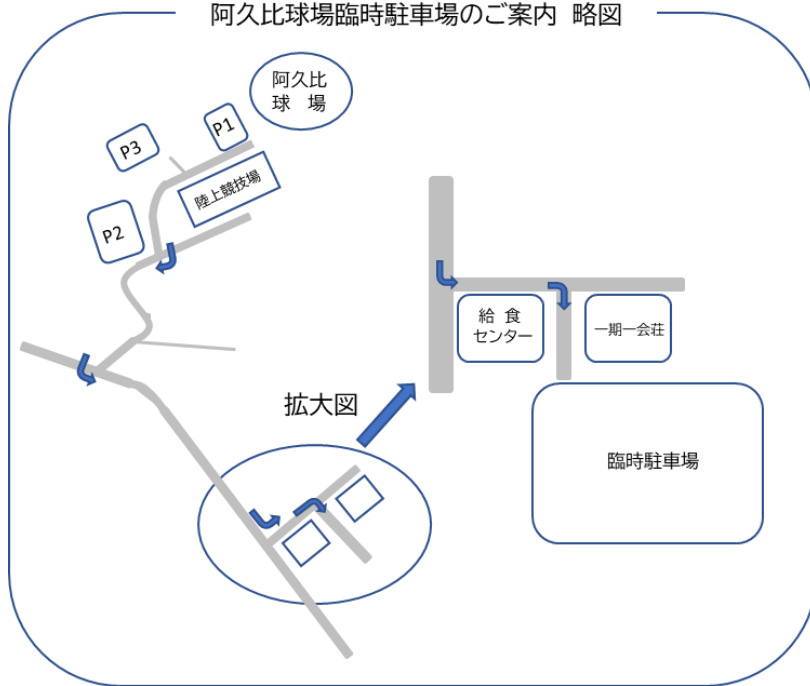 阿久比球場臨時駐車場のご案内 略図
阿久比
球 場
P1
P3
陸上競技場
P2
給 食
センター
一期一会荘
拡大図
臨時駐車場